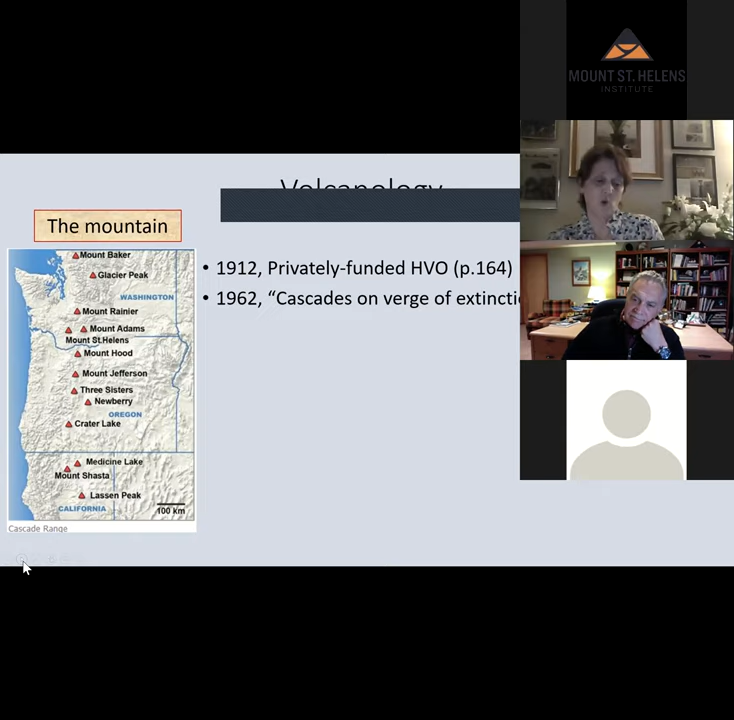 MOUNT ST. HELENS
INSTITUTE
Volcanology
The mountain
• 1912, Privately-funded HVO (p.164)
• 1962, “Cascades on verge of extincti
Mount Baker
Glacier Peak
WASHINGTON
Mount Rainier
Mount Adams
Mount St.Helens
Mount Hood
Mount Jefferson
Three Sisters
Newberry
OREGON
Crater Lake
Medicine Lake
Mount Shasta
Lassen Peak
100 km
CALIFORNIA
Cascade Range